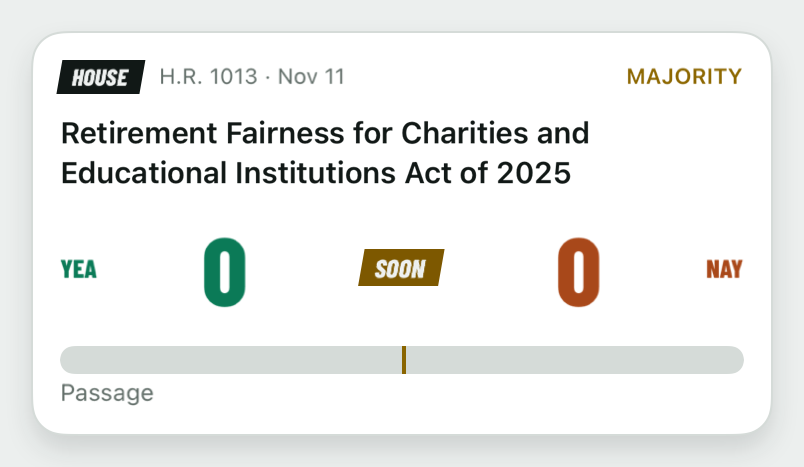 HOUSE H.R. 1013 · Nov 11 MAJORITY
Retirement Fairness for Charities and
Educational Institutions Act of 2025
YEA 0 SOON 0 NAY
Passage